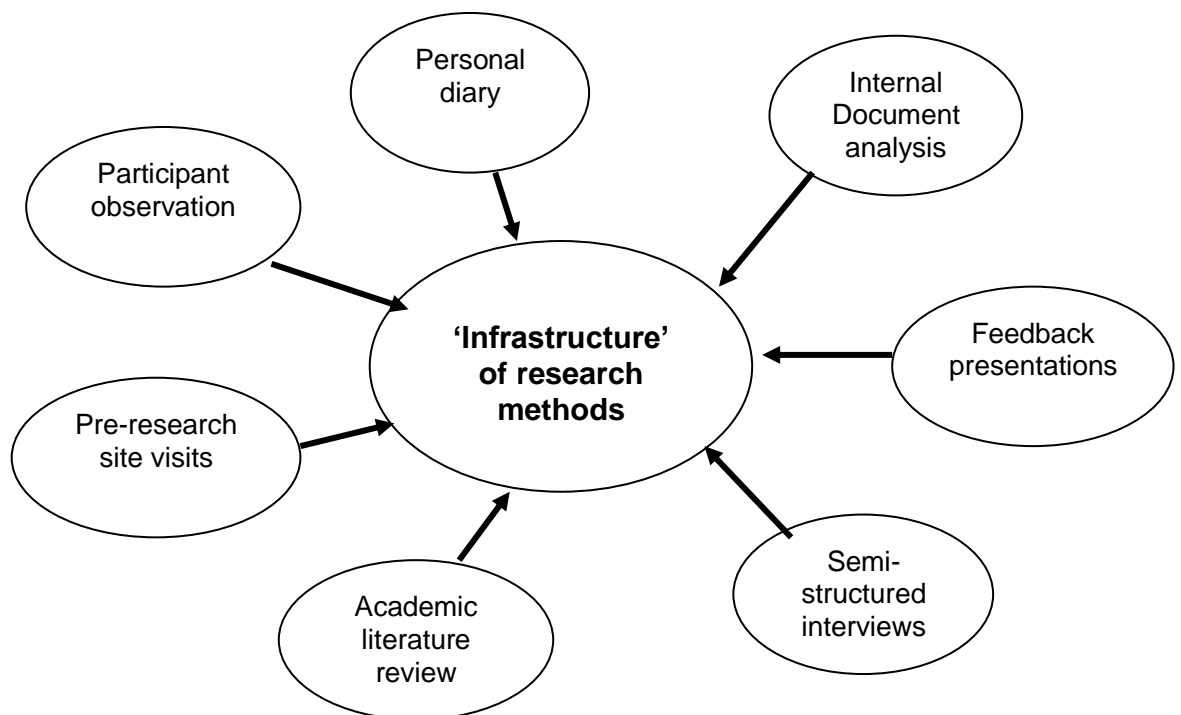 Personal
diary
Internal
Document
analysis
Participant
observation
‘Infrastructure’
of research
methods
Feedback
presentations
Pre-research
site visits
Semi-
structured
interviews
Academic
literature
review